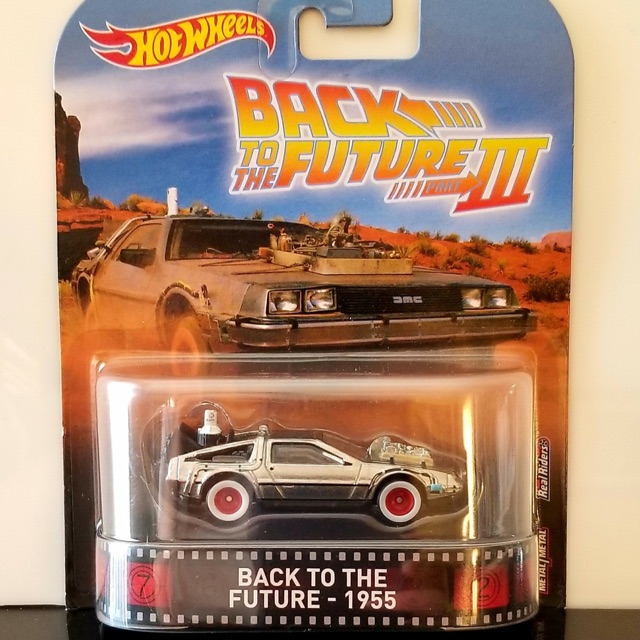 HOT WHEELS
BACK
TO THE
FUTURE
PART III
DMC
Real Riders
METAL/METAL
BACK TO THE
FUTURE - 1955